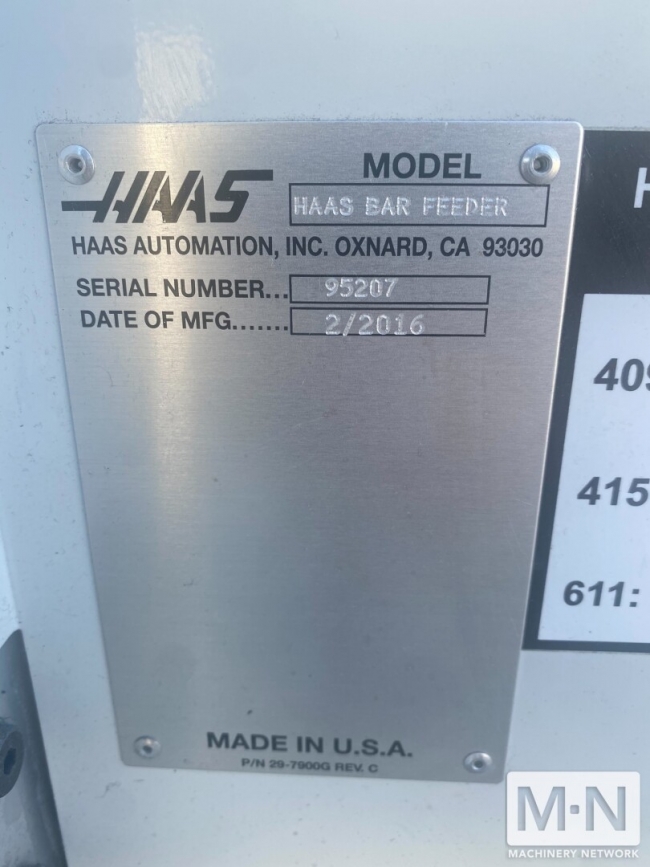 HAAS
MODEL
HAAS BAR FEEDER
HAAS AUTOMATION, INC. OXNARD, CA 93030
SERIAL NUMBER... 95207
DATE OF MFG....... 2/2016
MADE IN U.S.A.
P/N 29-7900G REV. C
H
409
415
611:
M·N
MACHINERY NETWORK